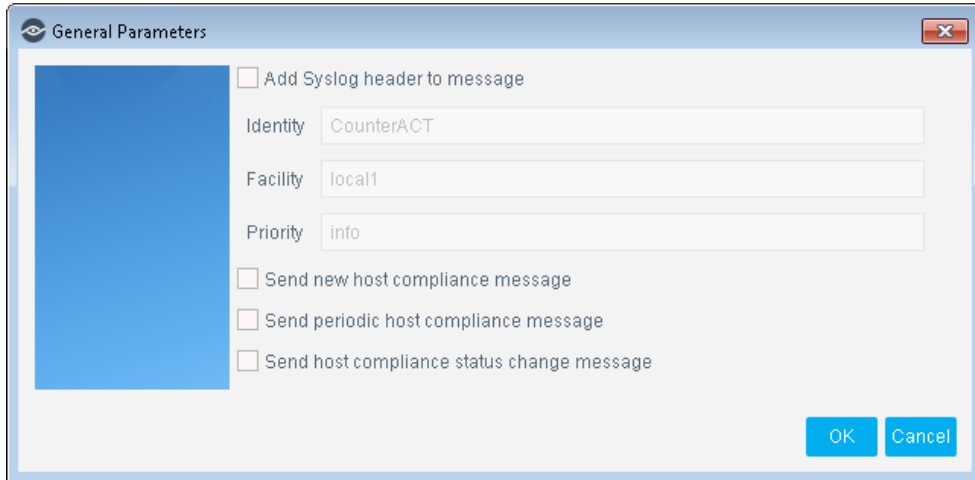 General Parameters
Add Syslog header to message
Identity CounterACT
Facility local1
Priority info
Send new host compliance message
Send periodic host compliance message
Send host compliance status change message
OK Cancel